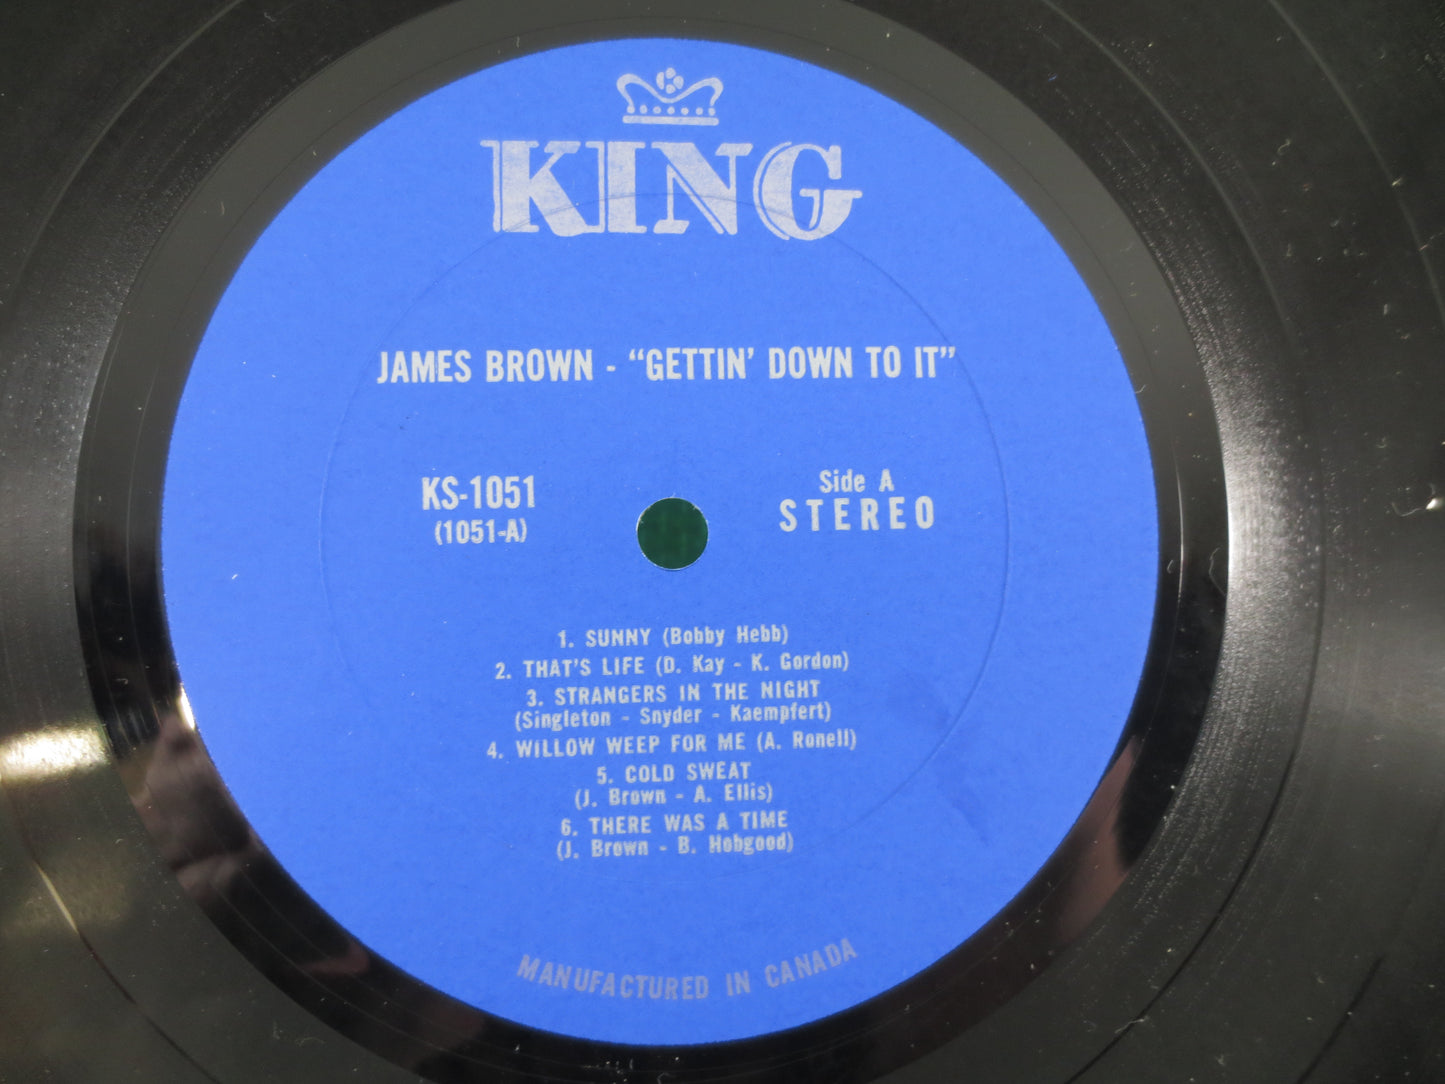 KING
JAMES BROWN - "GETTIN' DOWN TO IT"
KS-1051
(1051-A)
Side A
STEREO
1. SUNNY (Bobby Hebb)
2. THAT'S LIFE (D. Kay - K. Gordon)
3. STRANGERS IN THE NIGHT
(Singleton - Snyder - Kaempfert)
4. WILLOW WEEP FOR ME (A. Ronell)
5. COLD SWEAT
(J. Brown - A. Ellis)
6. THERE WAS A TIME
(J. Brown - B. Hobgood)
MANUFACTURED IN CANADA